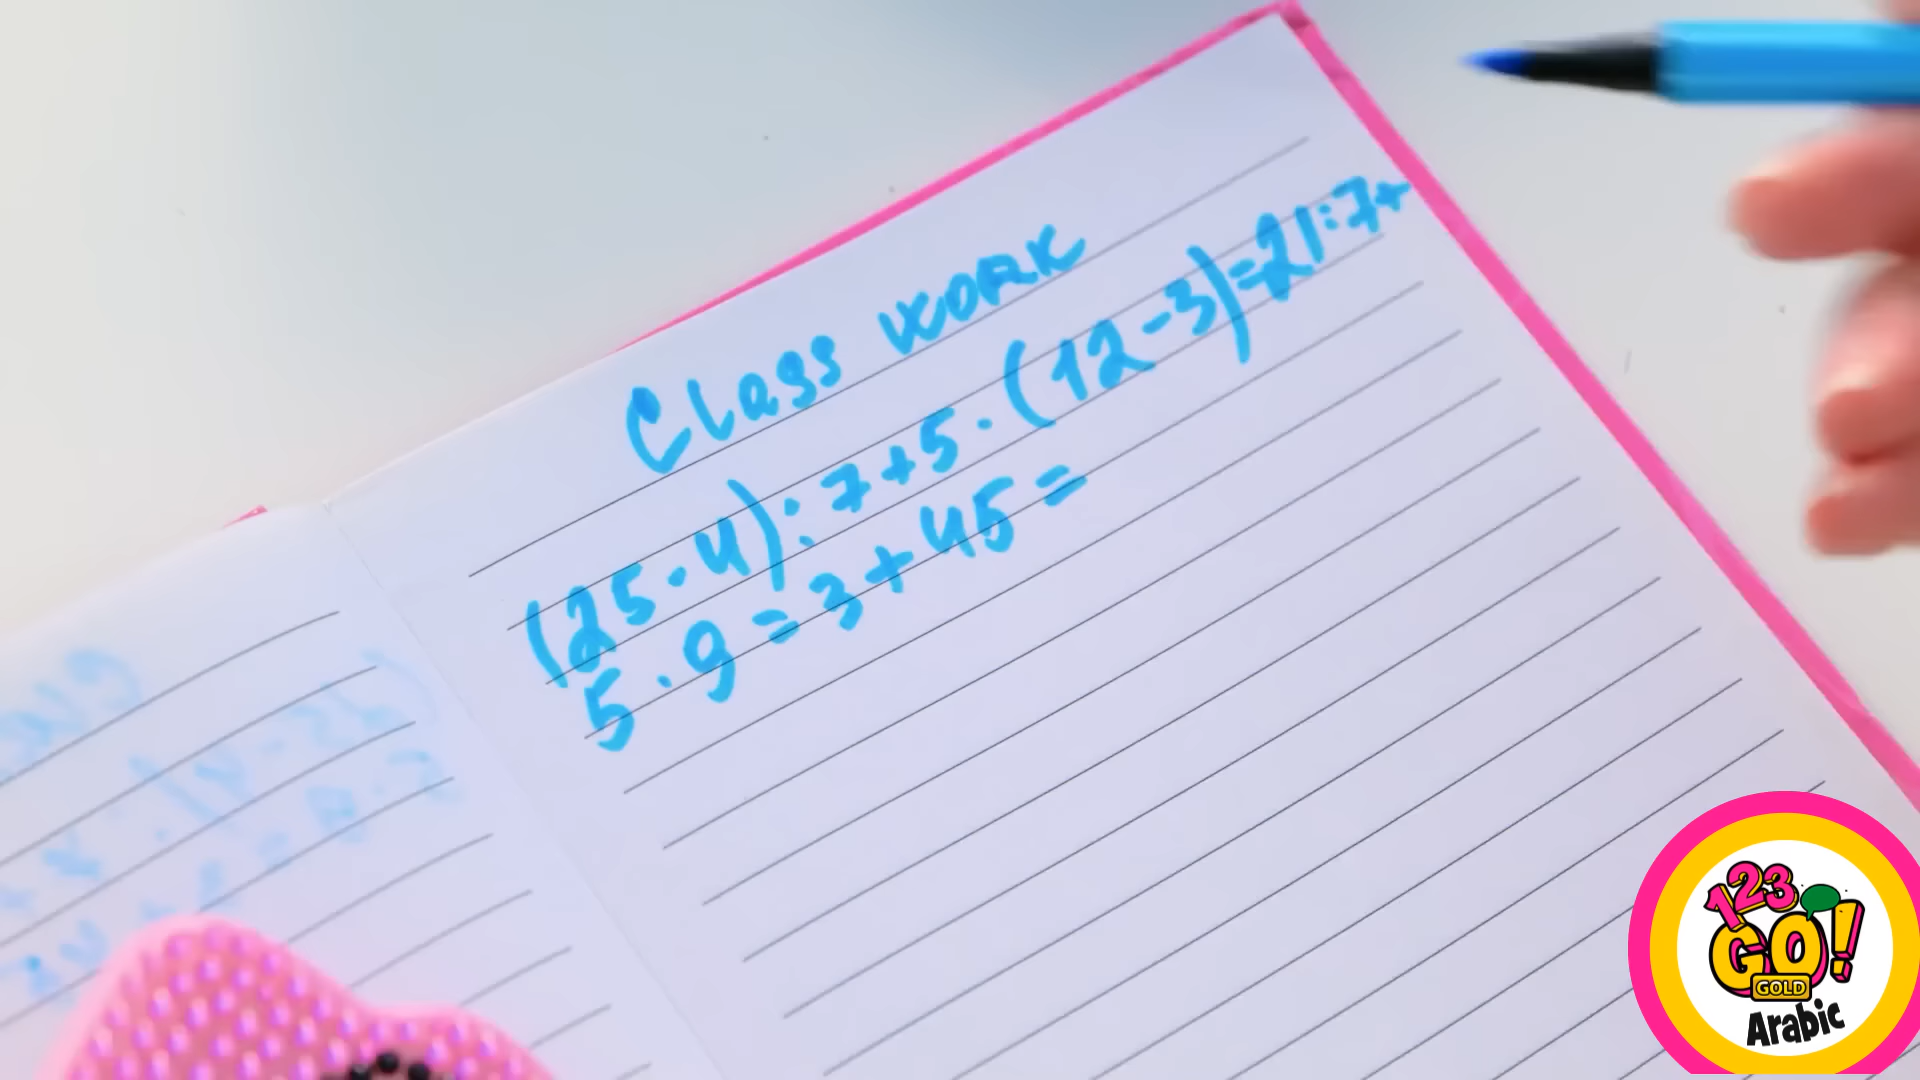 Class work
(25·4):7+5·(12-3)=21:7+
5·9=3+45=
123
GO!
GOLD
Arabic